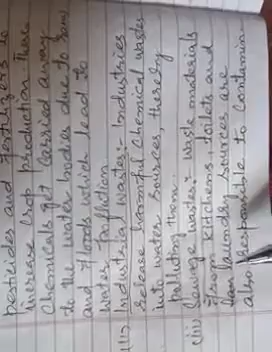 pesticides and fertilizers to
increase crop production. These
chemicals get carried away
to the water bodies due to rain
and floods which lead to
water pollution.
(ii) Industrial waste:- Industries
release harmful chemical wastes
into water sources, thereby
polluting them.
(iii) Sewage waste:- waste materials
from kitchens, toilets and
laundry sources are
also responsible to contamin-